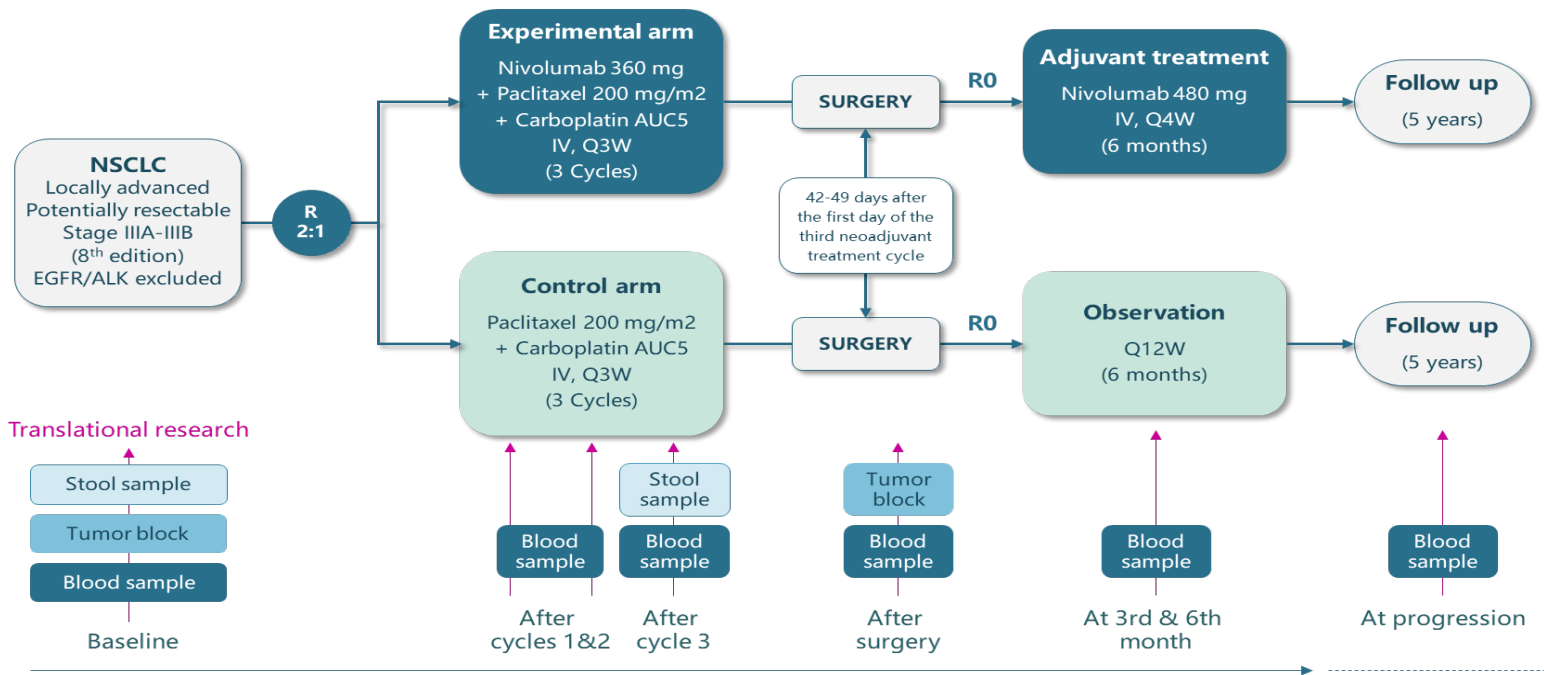 NSCLC
Locally advanced
Potentially resectable
Stage IIIA-IIIB
(8th edition)
EGFR/ALK excluded
R
2:1
Experimental arm
Nivolumab 360 mg
+ Paclitaxel 200 mg/m2
+ Carboplatin AUC5
IV, Q3W
(3 Cycles)
SURGERY
R0
Adjuvant treatment
Nivolumab 480 mg
IV, Q4W
(6 months)
Follow up
(5 years)
42-49 days after
the first day of the
third neoadjuvant
treatment cycle
Control arm
Paclitaxel 200 mg/m2
+ Carboplatin AUC5
IV, Q3W
(3 Cycles)
SURGERY
R0
Observation
Q12W
(6 months)
Follow up
(5 years)
Translational research
Stool sample
Tumor block
Blood sample
Baseline
Blood
sample
After
cycles 1&2
Stool
sample
Blood
sample
After
cycle 3
Tumor
block
Blood
sample
After
surgery
Blood
sample
At 3rd & 6th
month
Blood
sample
At progression